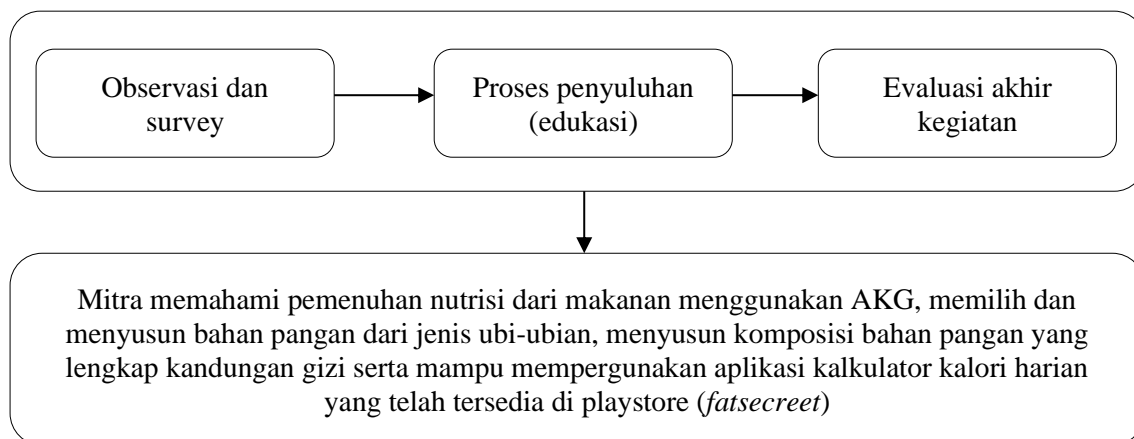 Observasi dan
survey
Proses penyuluhan
(edukasi)
Evaluasi akhir
kegiatan
Mitra memahami pemenuhan nutrisi dari makanan menggunakan AKG, memilih dan
menyusun bahan pangan dari jenis ubi-ubian, menyusun komposisi bahan pangan yang
lengkap kandungan gizi serta mampu mempergunakan aplikasi kalkulator kalori harian
yang telah tersedia di playstore (fatsecreet)